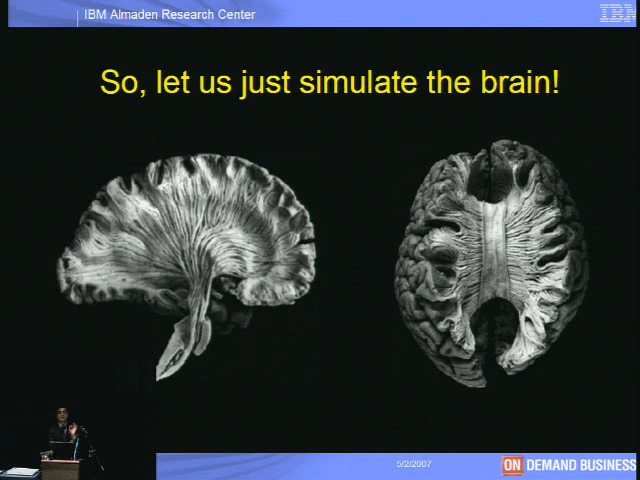 IBM Almaden Research Center
IBM
So, let us just simulate the brain!
5/2/2007
ON DEMAND BUSINESS